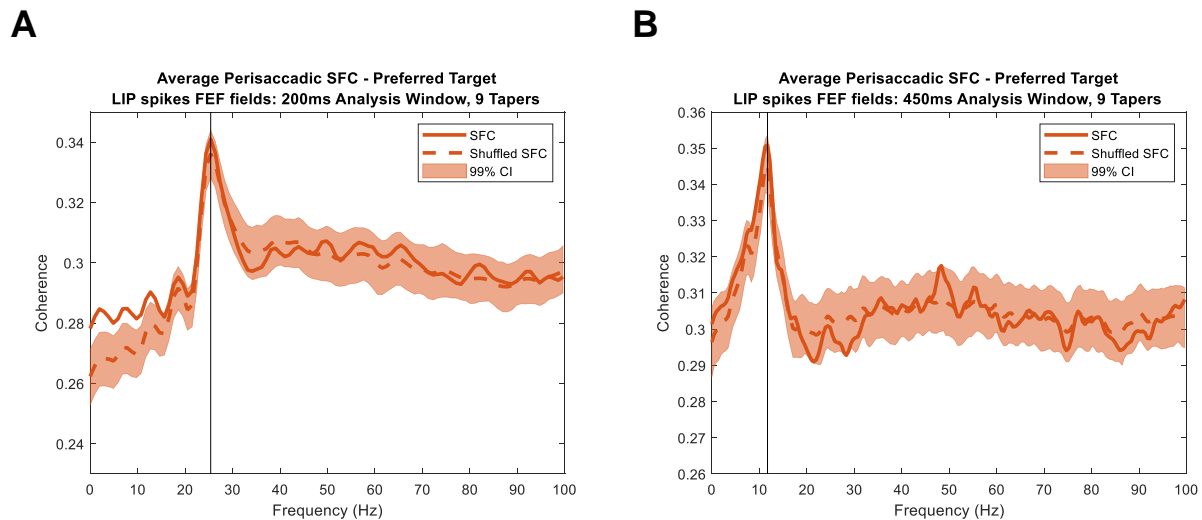 A
Average Perisaccadic SFC - Preferred Target
LIP spikes FEF fields: 200ms Analysis Window, 9 Tapers
SFC
Shuffled SFC
99% CI
0.34
0.32
0.3
0.28
0.26
0.24
Coherence
0 10 20 30 40 50 60 70 80 90 100
Frequency (Hz)
B
Average Perisaccadic SFC - Preferred Target
LIP spikes FEF fields: 450ms Analysis Window, 9 Tapers
SFC
Shuffled SFC
99% CI
0.36
0.35
0.34
0.33
0.32
0.31
0.3
0.29
0.28
0.27
0.26
Coherence
0 10 20 30 40 50 60 70 80 90 100
Frequency (Hz)